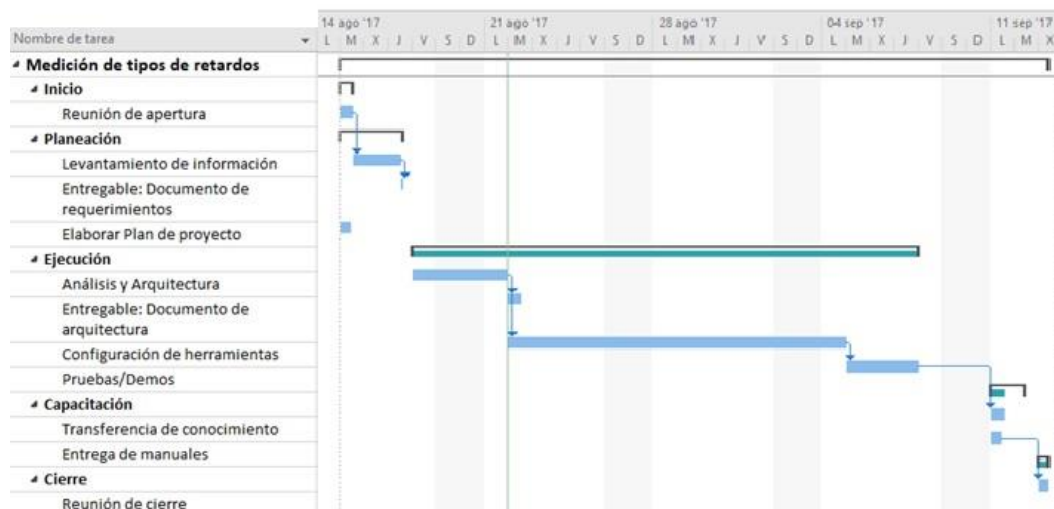 14 ago '17 21 ago '17 28 ago '17 04 sep '17 11 sep '17
Nombre de tarea L M X J V S D L M X J V S D L M X J V S D L M X J V S D L M X
Medición de tipos de retardos
Inicio
Reunión de apertura
Planeación
Levantamiento de información
Entregable: Documento de
requerimientos
Elaborar Plan de proyecto
Ejecución
Análisis y Arquitectura
Entregable: Documento de
arquitectura
Configuración de herramientas
Pruebas/Demos
Capacitación
Transferencia de conocimiento
Entrega de manuales
Cierre
Reunión de cierre